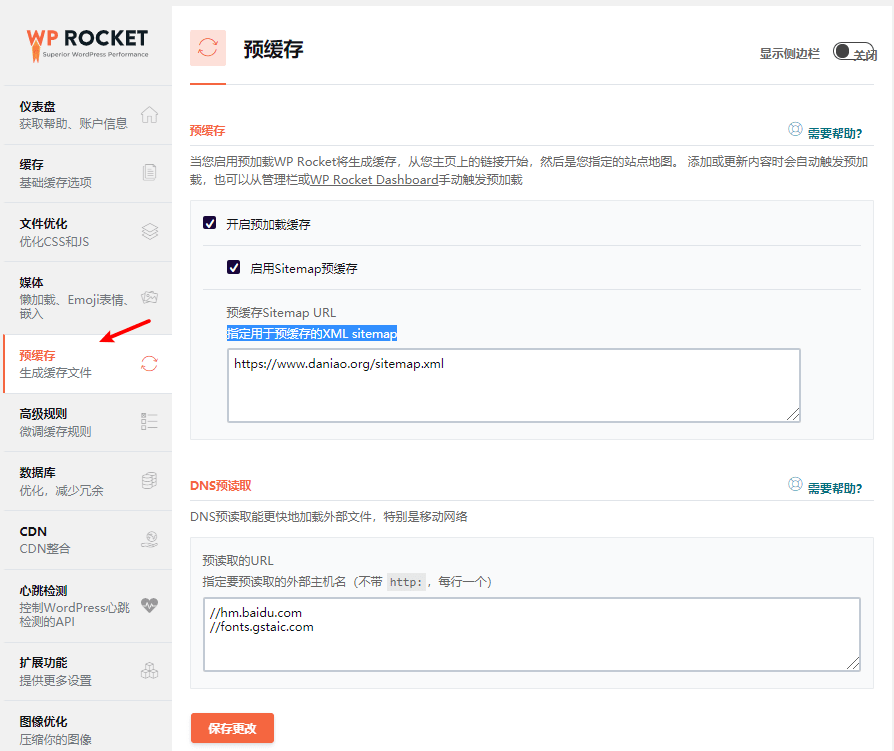 WP ROCKET
Superior WordPress Performance
仪表盘
获取帮助、账户信息
缓存
基础缓存选项
文件优化
优化CSS和JS
媒体
懒加载、Emoji表情、
嵌入
预缓存
生成缓存文件
高级规则
微调缓存规则
数据库
优化，减少冗余
CDN
CDN整合
心跳检测
控制WordPress心跳
检测的API
扩展功能
提供更多设置
图像优化
压缩你的图像
预缓存
显示侧边栏
关闭
预缓存
需要帮助?
当您启用预加载WP Rocket将生成缓存，从您主页上的链接开始，然后是您指定的站点地图。 添加或更新内容时会自动触发预加
载，也可以从管理栏或WP Rocket Dashboard手动触发预加载
开启预加载缓存
启用Sitemap预缓存
预缓存Sitemap URL
指定用于预缓存的XML sitemap
https://www.daniao.org/sitemap.xml
DNS预读取
需要帮助?
DNS预读取能更快地加载外部文件，特别是移动网络
预读取的URL
指定要预读取的外部主机名（不带 http:，每行一个）
//hm.baidu.com
//fonts.gstaic.com
保存更改